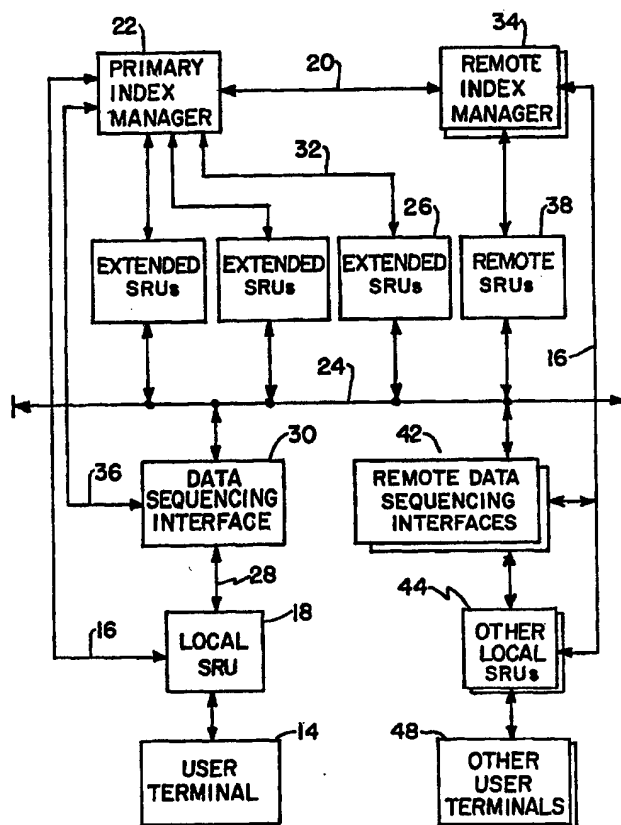 22
34
PRIMARY
INDEX
MANAGER
20
REMOTE
INDEX
MANAGER
32
26
38
EXTENDED
SRUs
EXTENDED
SRUs
EXTENDED
SRUs
REMOTE
SRUs
16
24
30
42
36
DATA
SEQUENCING
INTERFACE
REMOTE DATA
SEQUENCING
INTERFACES
28
18
44
16
LOCAL
SRU
OTHER
LOCAL
SRUs
14
48
USER
TERMINAL
OTHER
USER
TERMINALS